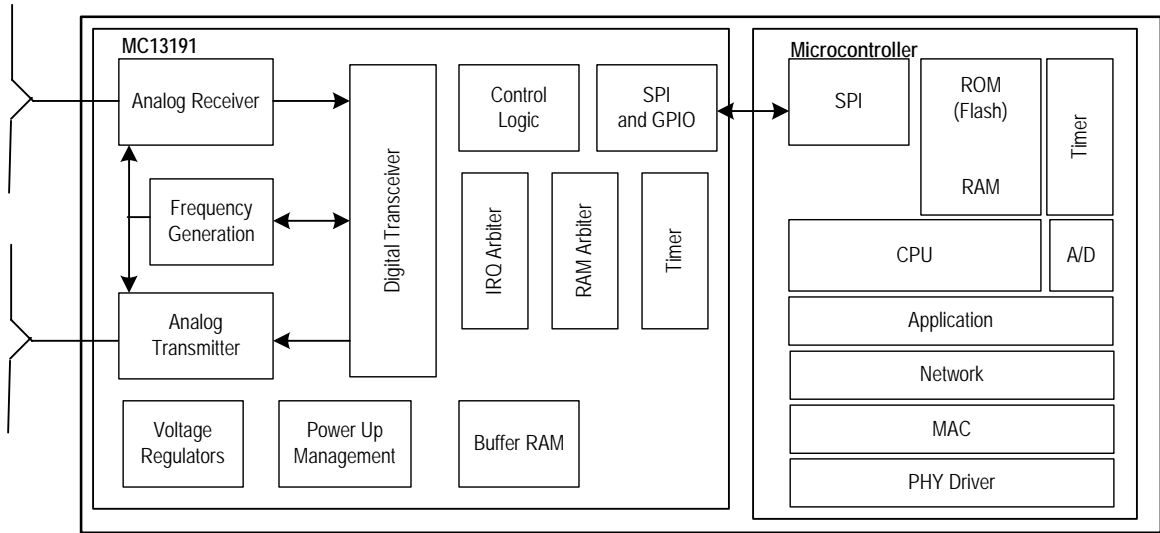 MC13191
Analog Receiver
Frequency
Generation
Analog
Transmitter
Digital Transceiver
Control
Logic
SPI
and GPIO
IRQ Arbiter
RAM Arbiter
Timer
Voltage
Regulators
Power Up
Management
Buffer RAM
Microcontroller
SPI
ROM
(Flash)
RAM
Timer
CPU
A/D
Application
Network
MAC
PHY Driver